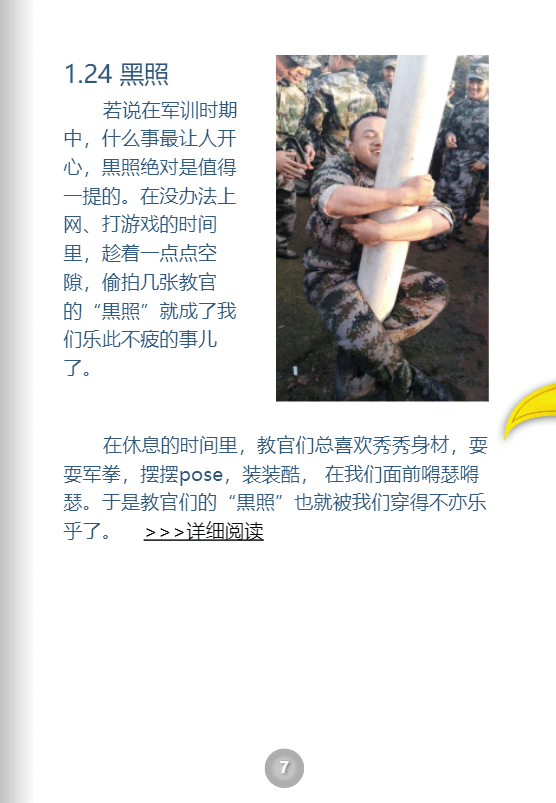 1.24 黑照
若说在军训时期
中，什么事最让人开
心，黒照绝对是值得
一提的。在没办法上
网、打游戏的时间
里，趁着一点点空
隙，偷拍几张教官
的“黒照”就成了我
们乐此不疲的事儿
了。
在休息的时间里，教官们总喜欢秀秀身材，耍
耍军拳，摆摆pose，装装酷， 在我们面前嘚瑟嘚
瑟。于是教官们的“黒照”也就被我们穿得不亦乐
乎了。 >>>详细阅读
7